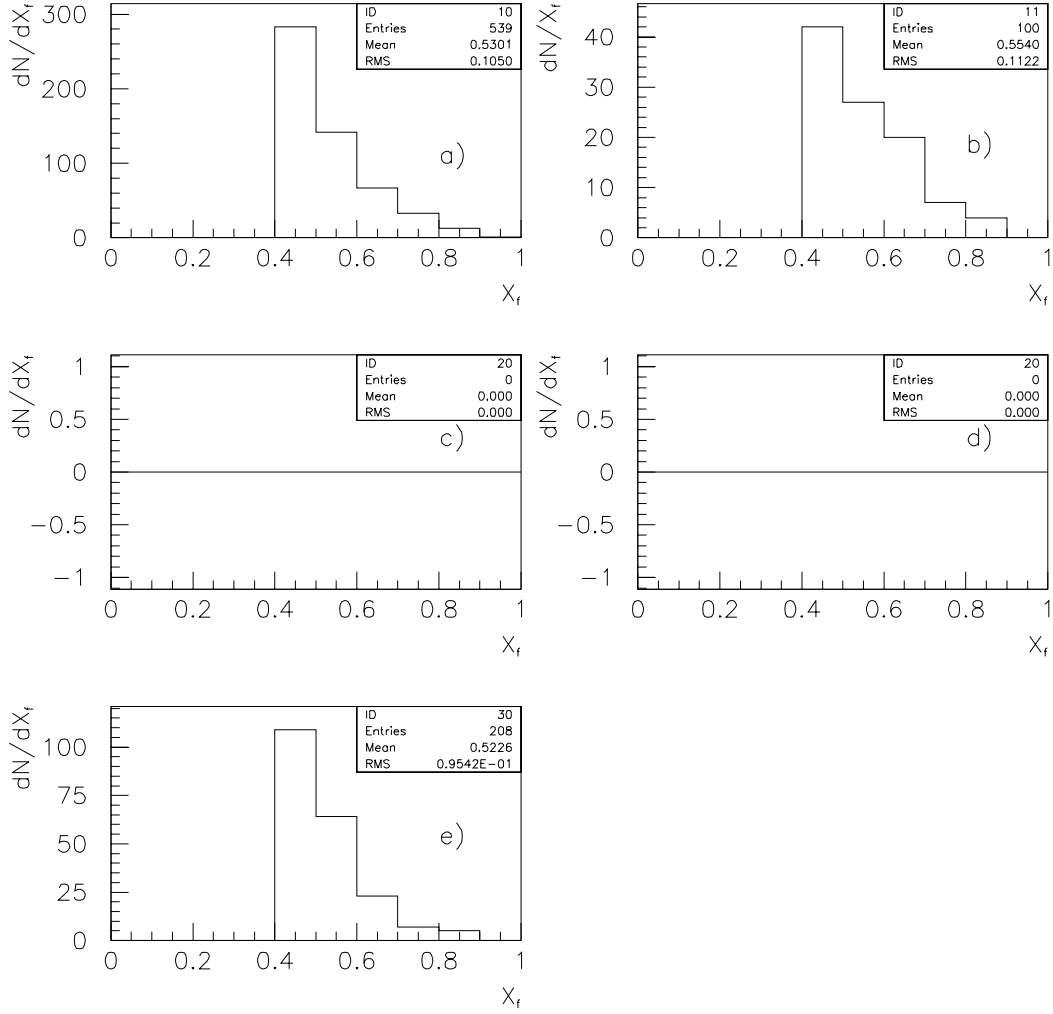 dN/dX_f
300
200
100
0
0 0.2 0.4 0.6 0.8 1
X_f
ID 10
Entries 539
Mean 0.5301
RMS 0.1050
a)
dN/X_f
40
30
20
10
0
0 0.2 0.4 0.6 0.8 1
X_f
ID 11
Entries 100
Mean 0.5540
RMS 0.1122
b)
dN/dX_f
1
0.5
0
−0.5
−1
0 0.2 0.4 0.6 0.8 1
X_f
ID 20
Entries 0
Mean 0.000
RMS 0.000
c)
dN/dX_f
1
0.5
0
−0.5
−1
0 0.2 0.4 0.6 0.8 1
X_f
ID 20
Entries 0
Mean 0.000
RMS 0.000
d)
dN/dX_f
100
75
50
25
0
0 0.2 0.4 0.6 0.8 1
X_f
ID 30
Entries 208
Mean 0.5226
RMS 0.9542E−01
e)